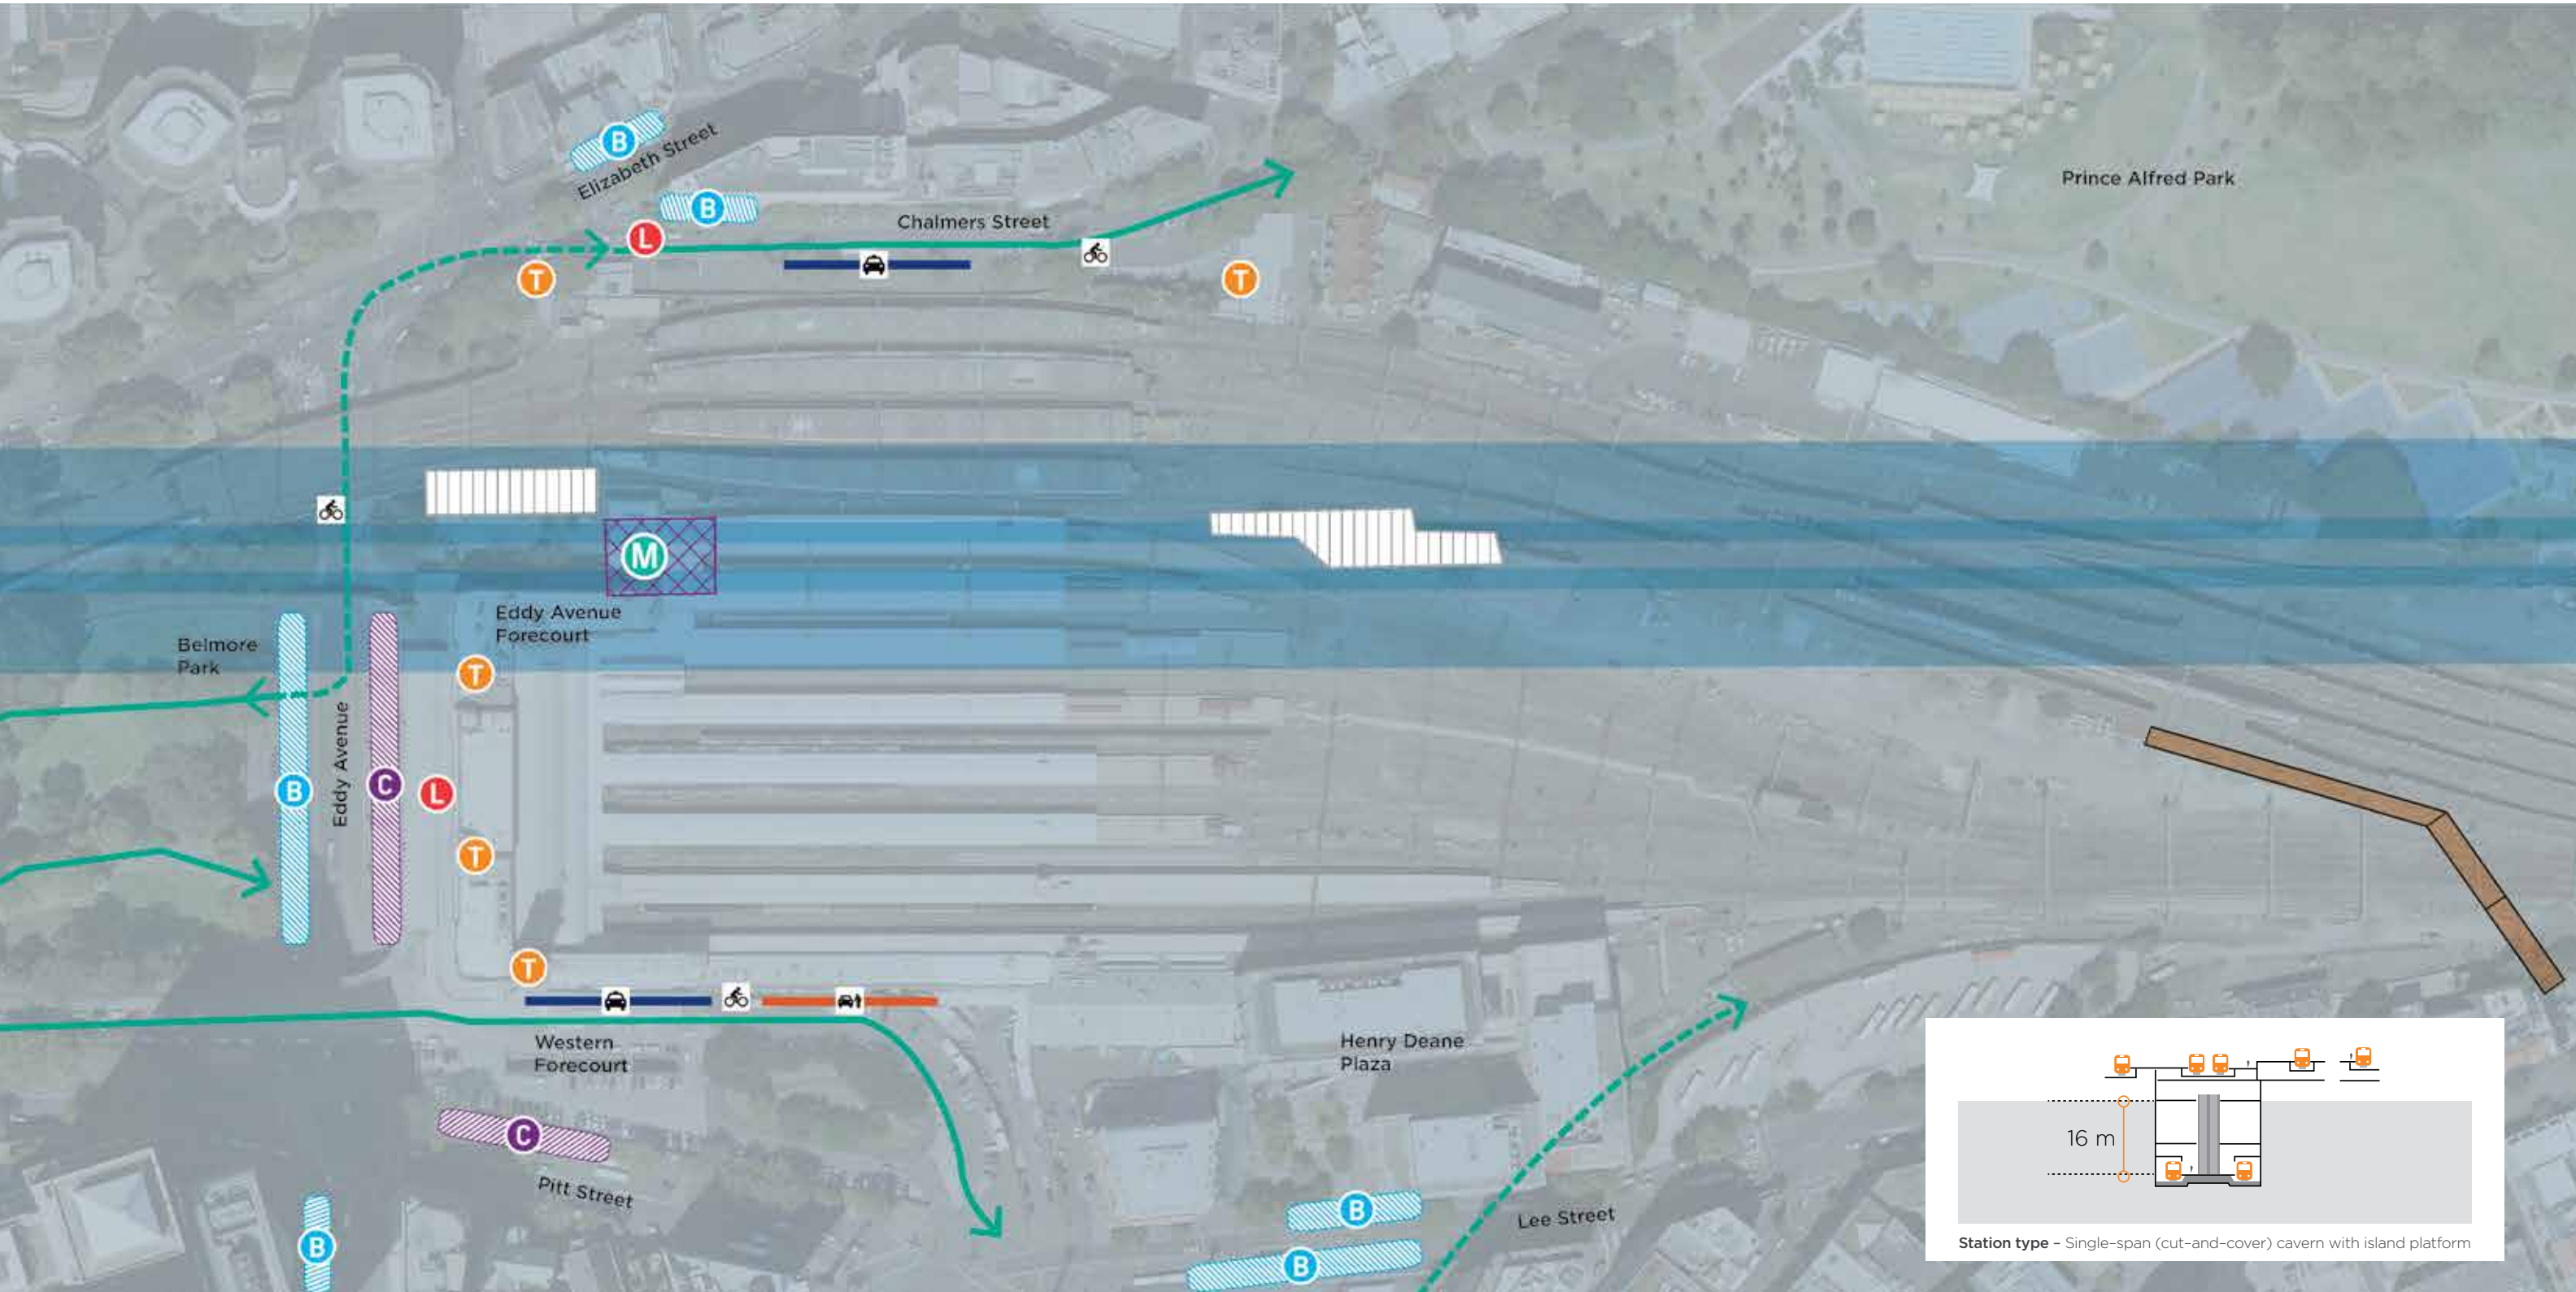 B
Elizabeth Street
B
L
Chalmers Street
T
T
Prince Alfred Park
M
Eddy Avenue
Forecourt
Belmore
Park
T
Eddy Avenue
B
C
L
T
T
Western
Forecourt
Henry Deane
Plaza
C
Pitt Street
B
B
Lee Street
B
16 m
Station type – Single-span (cut-and-cover) cavern with island platform